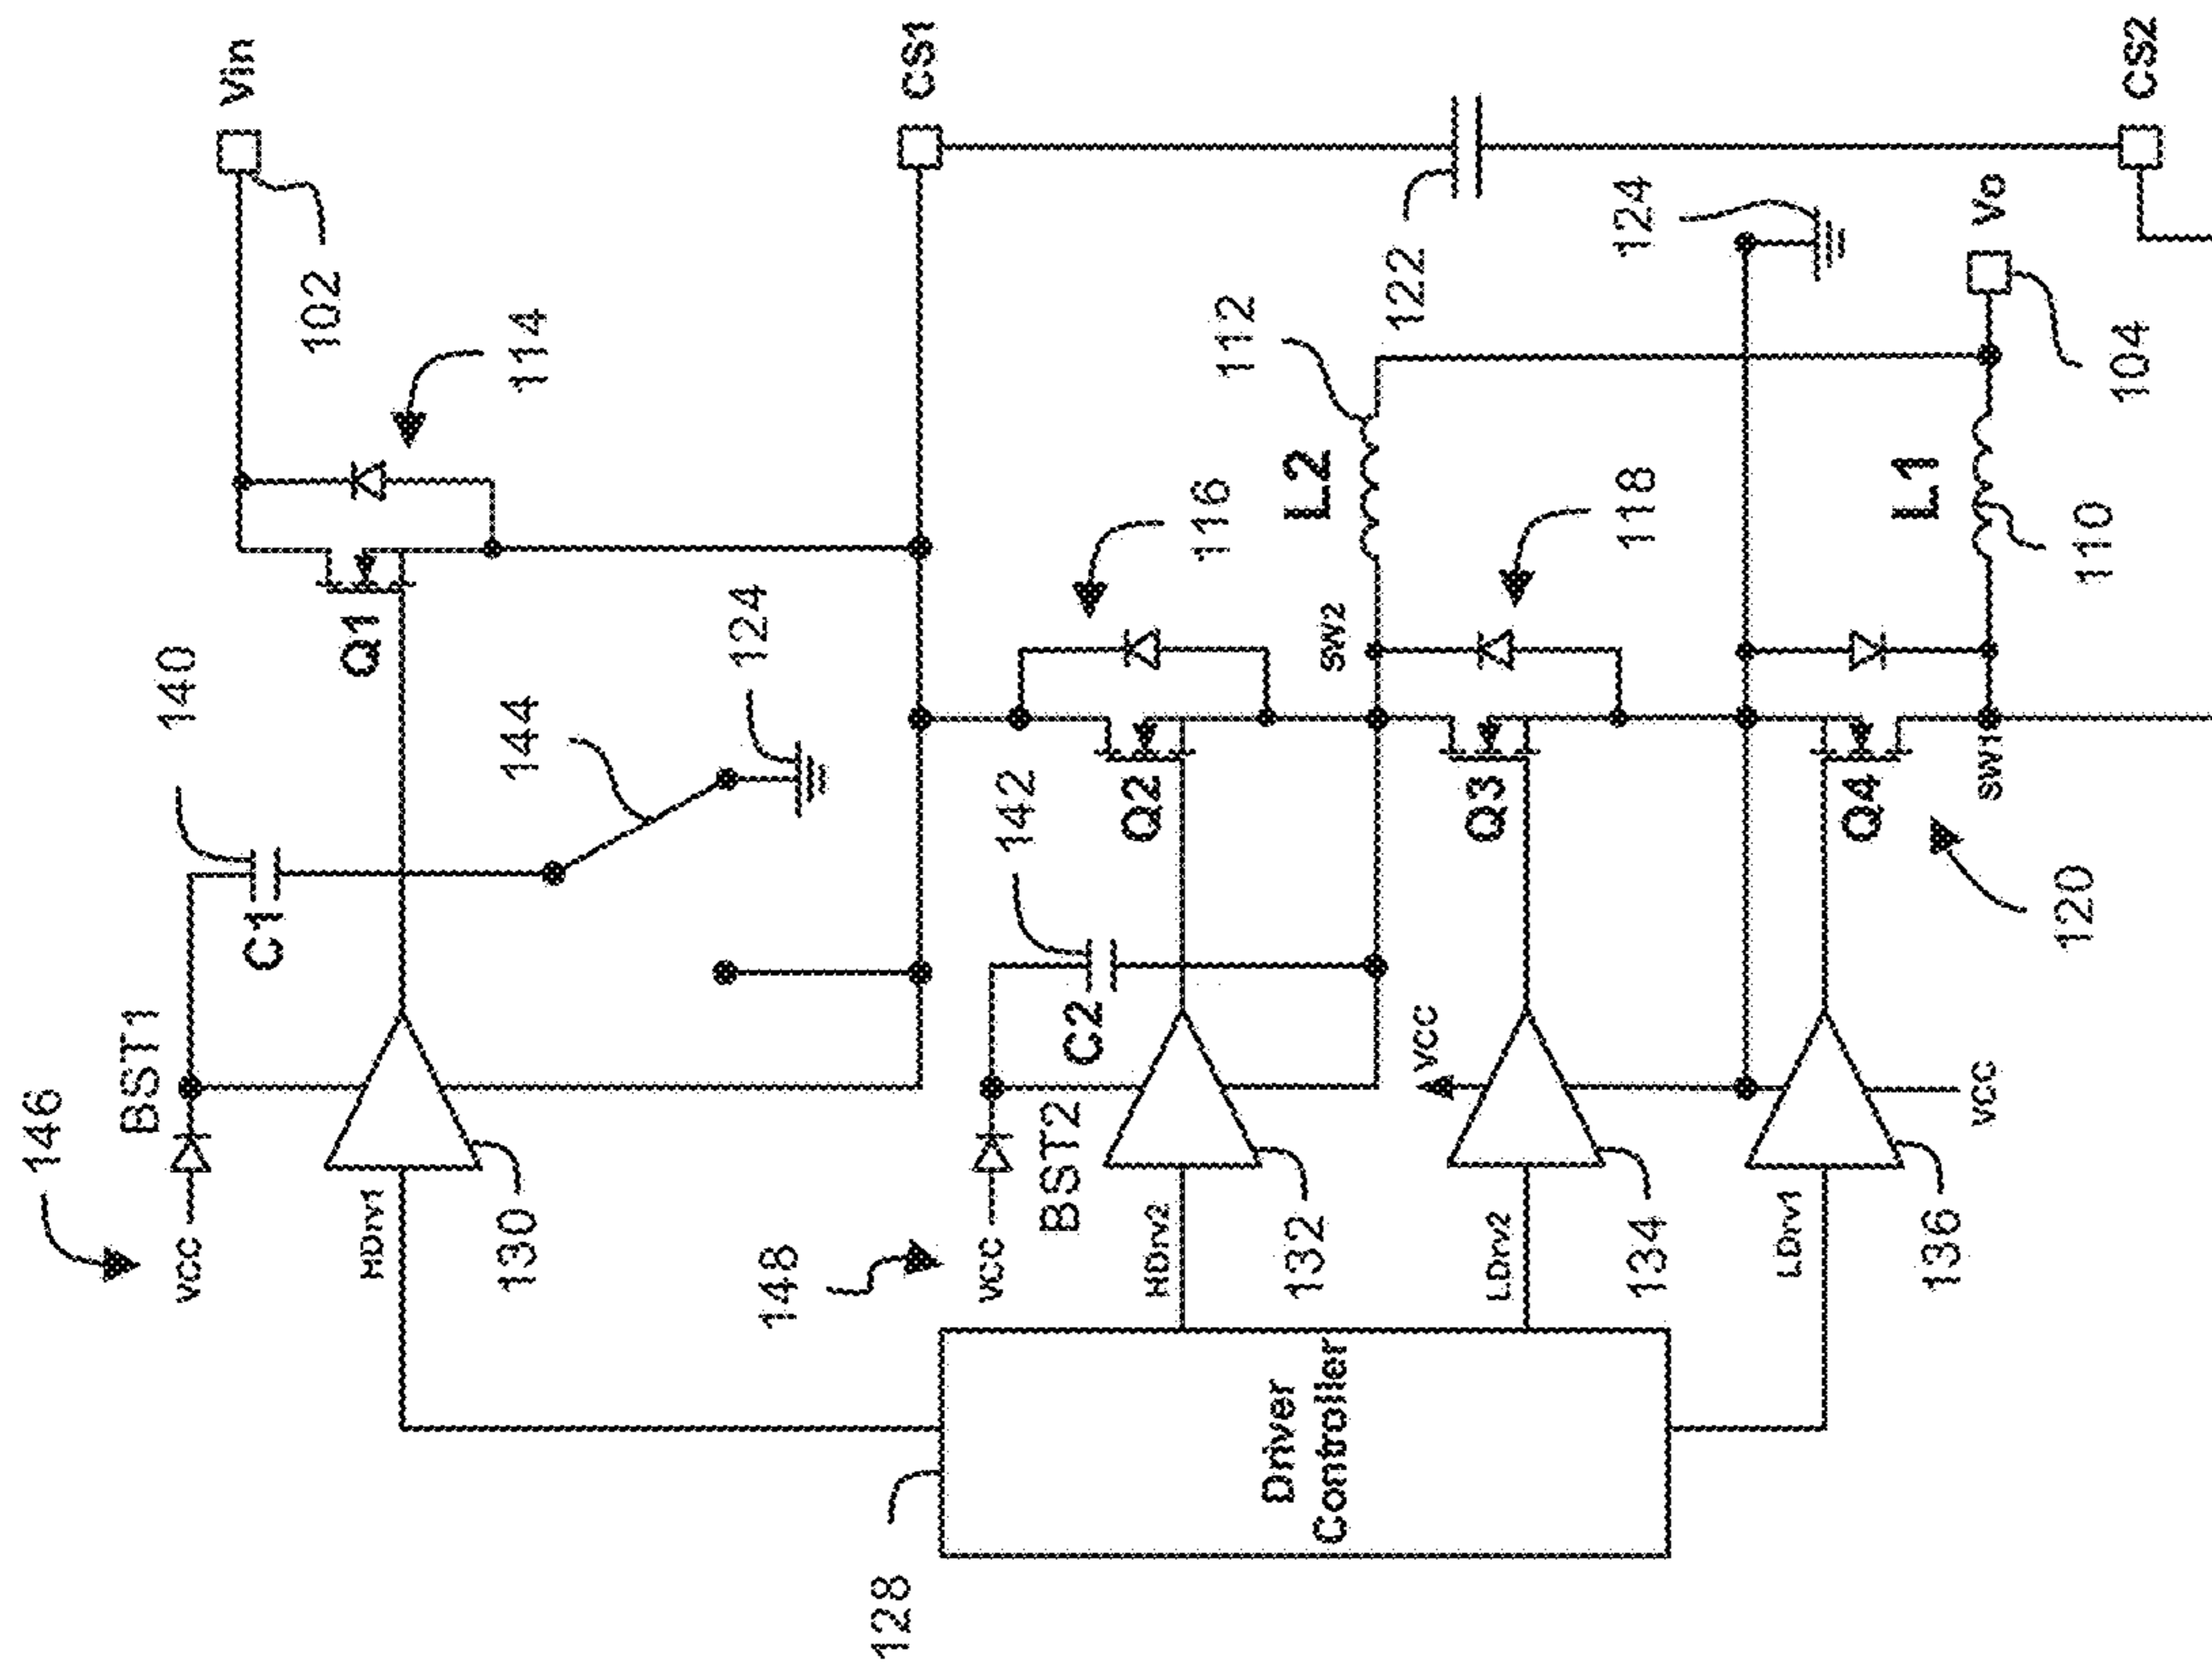 146
VCC
BST1
C1
140
Vin
102
HDrv1
130
Q1
114
144
124
CS1
128
148
VCC
BST2
C2
142
HDrv2
132
Q2
116
SW2
L2
112
122
Driver
Controller
VCC
LDrv2
134
Q3
118
124
LDrv1
136
VCC
Q4
120
SW1
L1
110
Vo
104
CS2